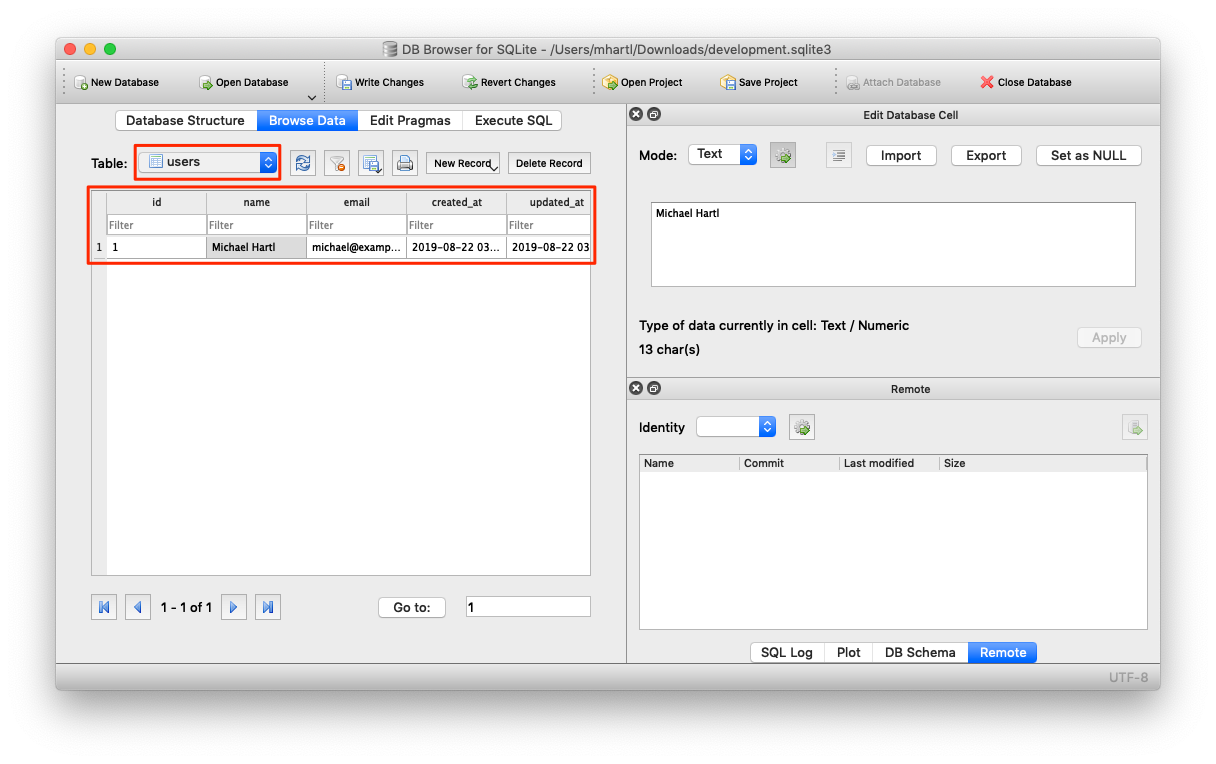 DB Browser for SQLite - /Users/mhartl/Downloads/development.sqlite3
New Database Open Database Write Changes Revert Changes Open Project Save Project Attach Database Close Database
Database Structure Browse Data Edit Pragmas Execute SQL
Table: users New Record Delete Record
id name email created_at updated_at
Filter Filter Filter Filter Filter
1 1 Michael Hartl michael@examp... 2019-08-22 03... 2019-08-22 03
1 - 1 of 1 Go to: 1
Edit Database Cell
Mode: Text Import Export Set as NULL
Michael Hartl
Type of data currently in cell: Text / Numeric
13 char(s)
Apply
Remote
Identity
Name Commit Last modified Size
SQL Log Plot DB Schema Remote
UTF-8